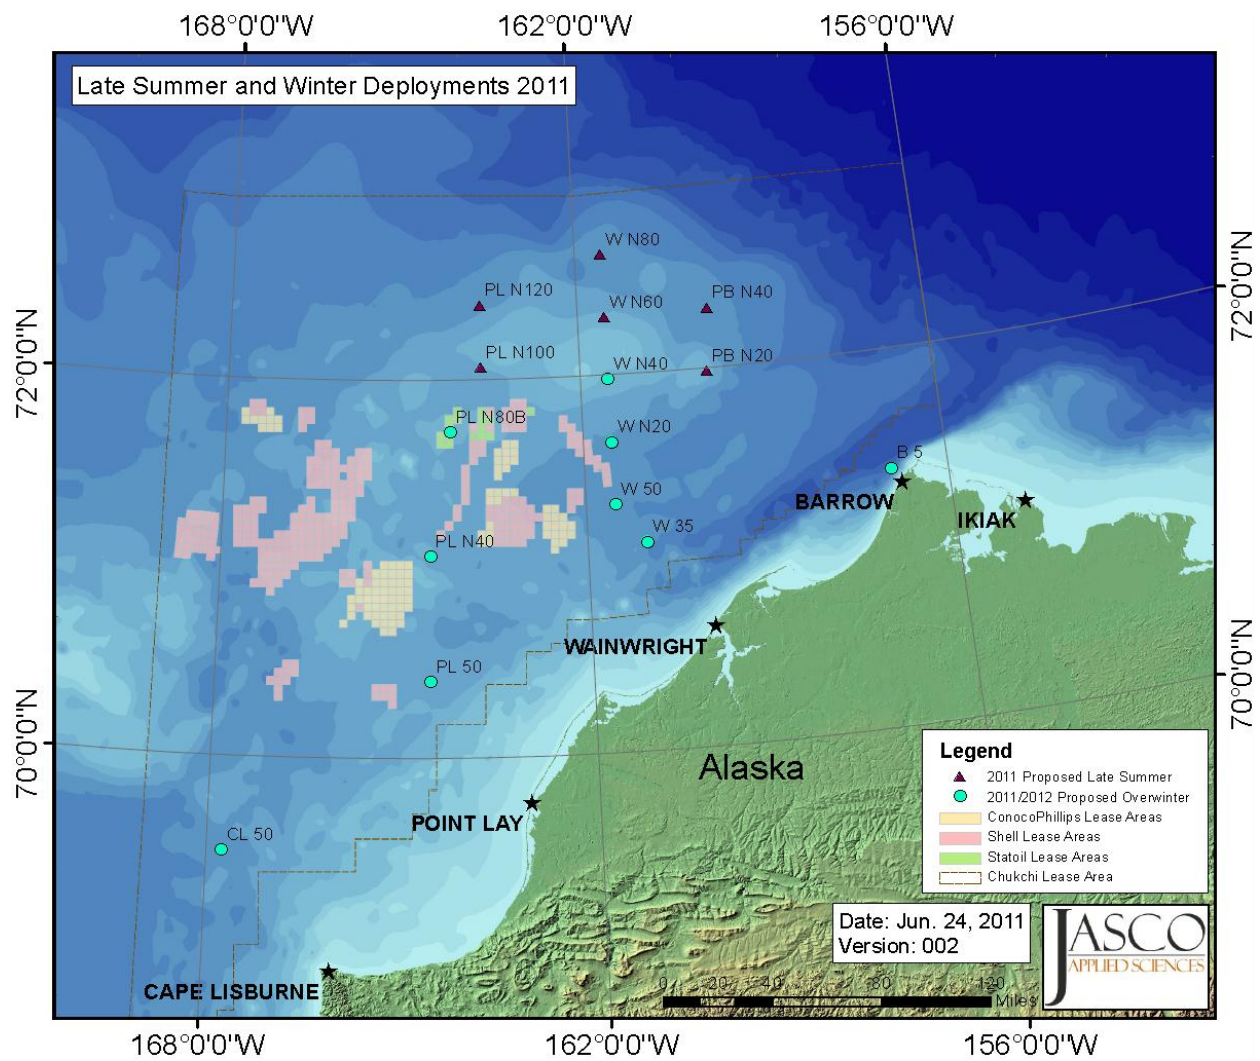 168°0'0"W
162°0'0"W
156°0'0"W
Late Summer and Winter Deployments 2011
W N80
PL N120
W N60
PB N40
72°0'0"N
PL N100
W N40
PB N20
72°0'0"N
PL N80B
W N20
B 5
W 50
BARROW
IKIAK
W 35
PL N40
WAINWRIGHT
PL 50
70°0'0"N
70°0'0"N
Alaska
POINT LAY
CL 50
CAPE LISBURNE
Legend
2011 Proposed Late Summer
2011/2012 Proposed Overwinter
ConocoPhillips Lease Areas
Shell Lease Areas
Statoil Lease Areas
Chukchi Lease Area
Date: Jun. 24, 2011
Version: 002
JASCO
APPLIED SCIENCES
0 20 40 80 120
Miles
168°0'0"W
162°0'0"W
156°0'0"W